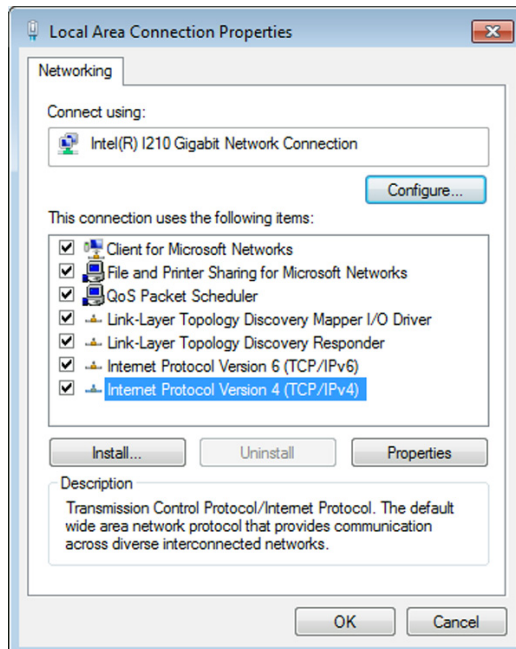 Local Area Connection Properties
Networking
Connect using:
Intel(R) I210 Gigabit Network Connection
Configure...
This connection uses the following items:
Client for Microsoft Networks
File and Printer Sharing for Microsoft Networks
QoS Packet Scheduler
Link-Layer Topology Discovery Mapper I/O Driver
Link-Layer Topology Discovery Responder
Internet Protocol Version 6 (TCP/IPv6)
Internet Protocol Version 4 (TCP/IPv4)
Install...
Uninstall
Properties
Description
Transmission Control Protocol/Internet Protocol. The default
wide area network protocol that provides communication
across diverse interconnected networks.
OK
Cancel